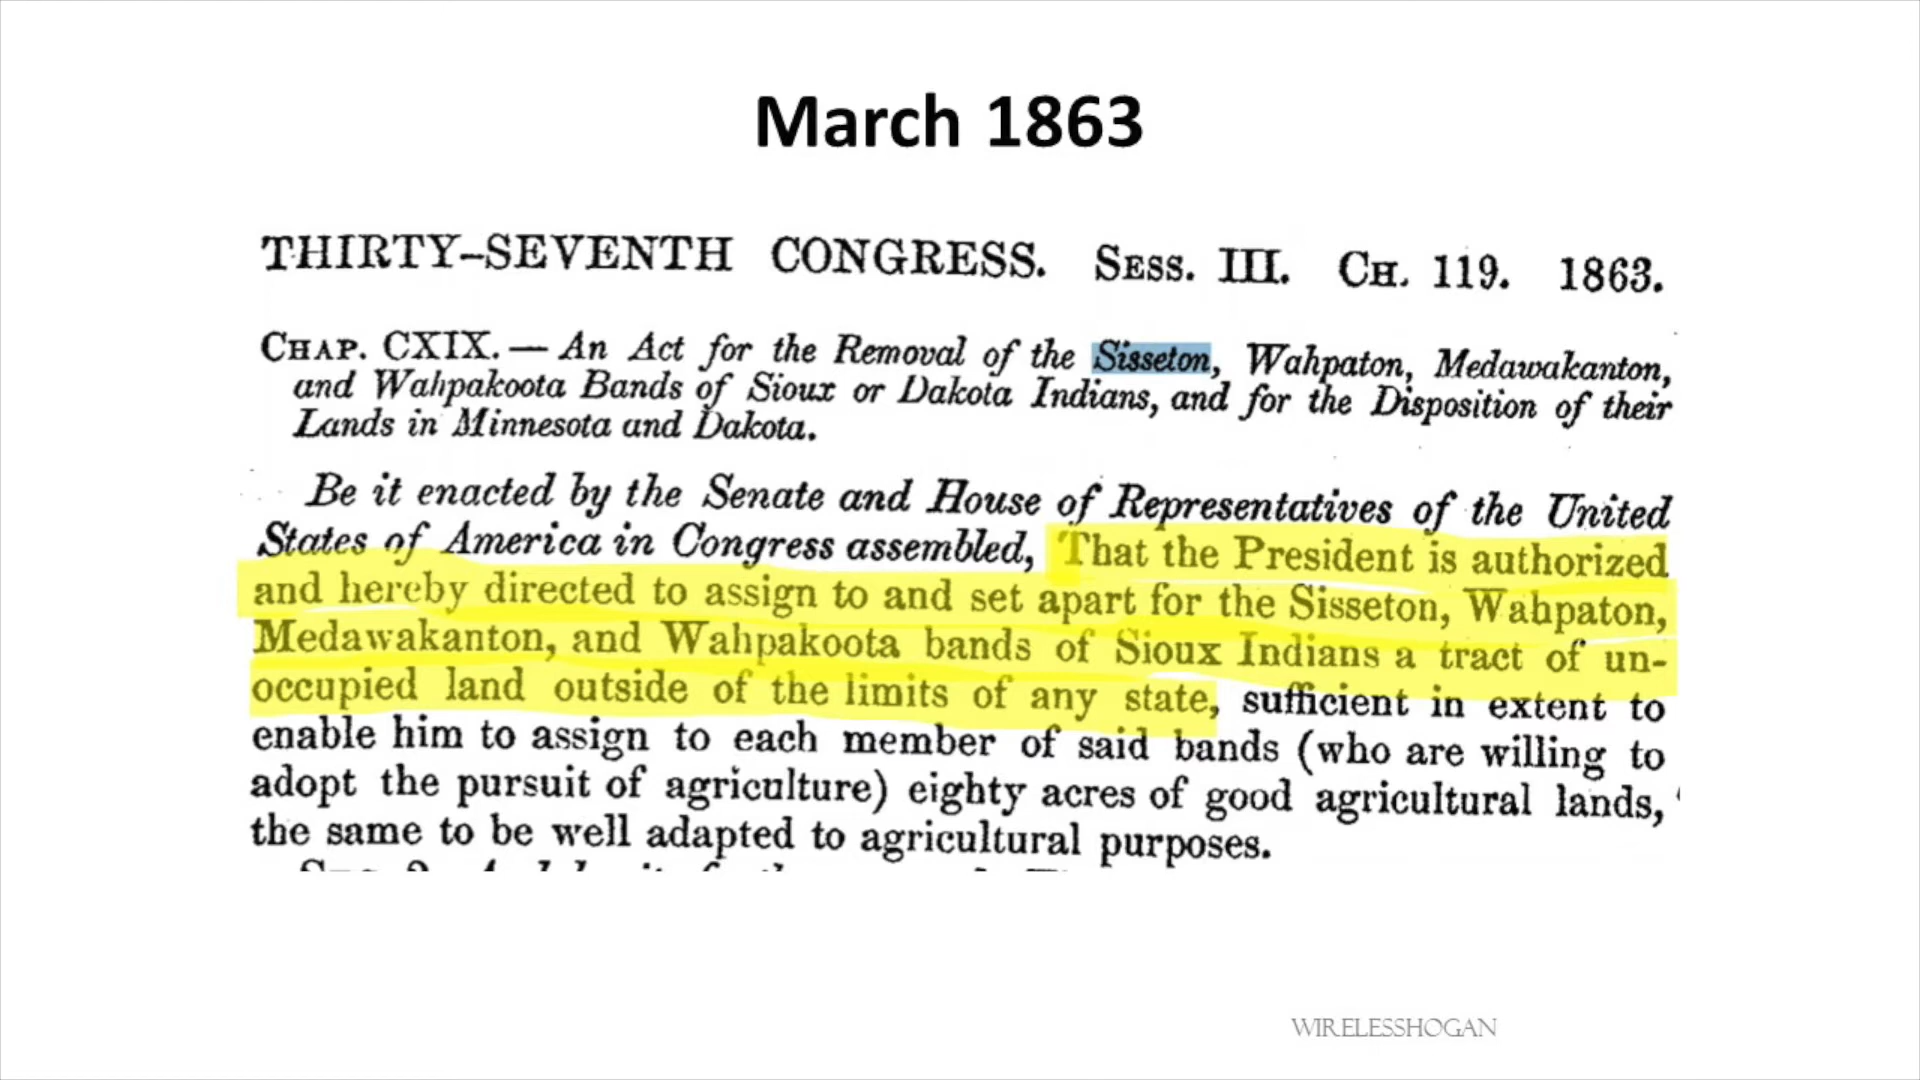 March 1863
THIRTY-SEVENTH CONGRESS. SESS. III. CH. 119. 1863.
CHAP. CXIX. — An Act for the Removal of the Sisseton, Wahpaton, Medawakanton,
and Wahpakoota Bands of Sioux or Dakota Indians, and for the Disposition of their
Lands in Minnesota and Dakota.
Be it enacted by the Senate and House of Representatives of the United
States of America in Congress assembled, That the President is authorized
and hereby directed to assign to and set apart for the Sisseton, Wahpaton,
Medawakanton, and Wahpakoota bands of Sioux Indians a tract of un-
occupied land outside of the limits of any state, sufficient in extent to
enable him to assign to each member of said bands (who are willing to
adopt the pursuit of agriculture) eighty acres of good agricultural lands,
the same to be well adapted to agricultural purposes.
WIRELESSHOGAN